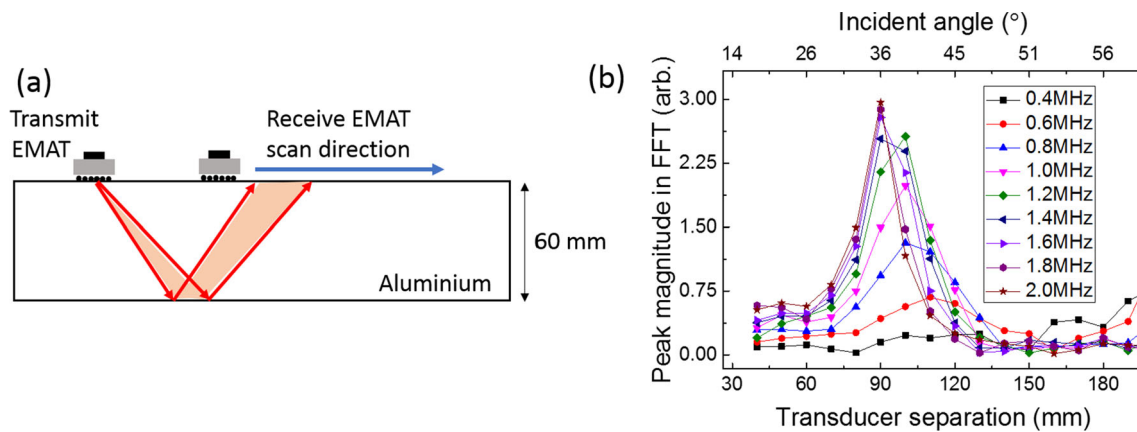 (a)
Transmit
EMAT
Receive EMAT
scan direction
60 mm
Aluminium
(b)
Incident angle (°)
14 26 36 45 51 56
Peak magnitude in FFT (arb.)
3.00
2.25
1.50
0.75
0.00
0.4MHz
0.6MHz
0.8MHz
1.0MHz
1.2MHz
1.4MHz
1.6MHz
1.8MHz
2.0MHz
30 60 90 120 150 180
Transducer separation (mm)